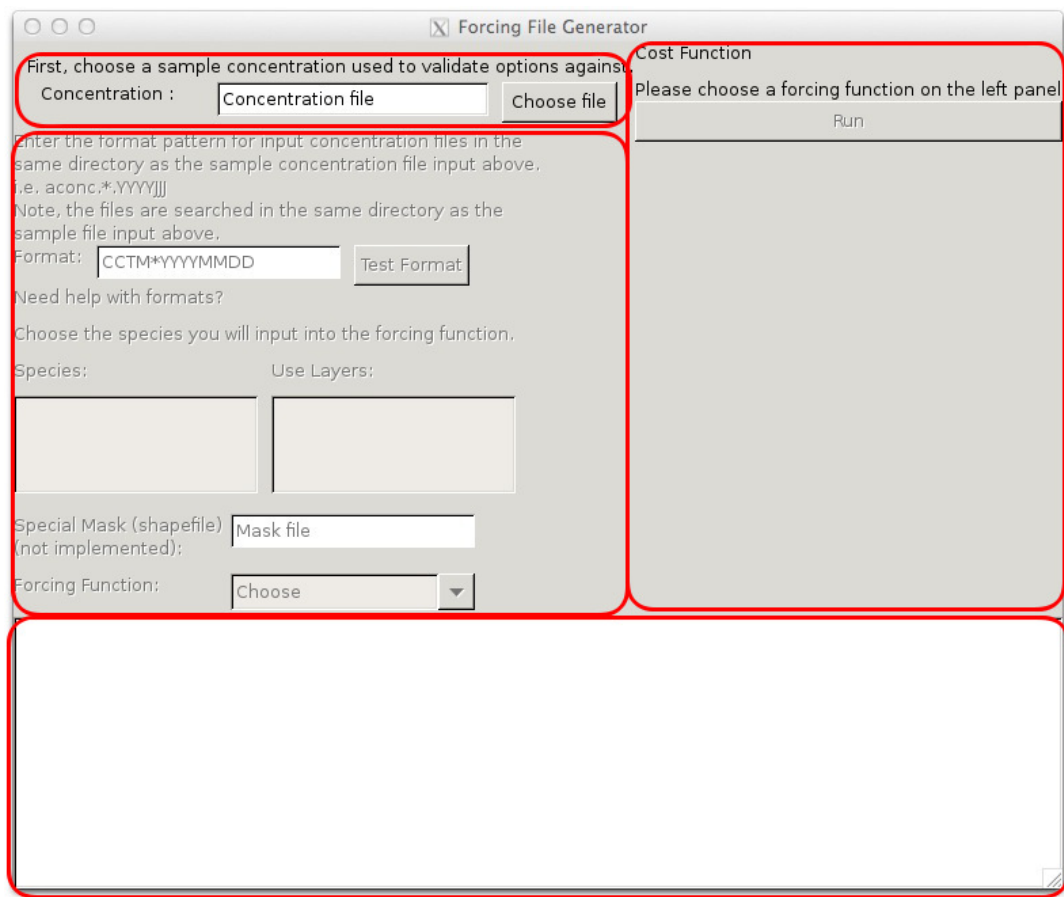 Forcing File Generator
First, choose a sample concentration used to validate options against.
Concentration :
Concentration file
Choose file
Enter the format pattern for input concentration files in the
same directory as the sample concentration file input above.
i.e. aconc.*.YYYYJJJ
Note, the files are searched in the same directory as the
sample file input above.
Format:
CCTM*YYYYMMDD
Test Format
Need help with formats?
Choose the species you will input into the forcing function.
Species:
Use Layers:
Special Mask (shapefile)
(not implemented):
Mask file
Forcing Function:
Choose
Cost Function
Please choose a forcing function on the left panel
Run